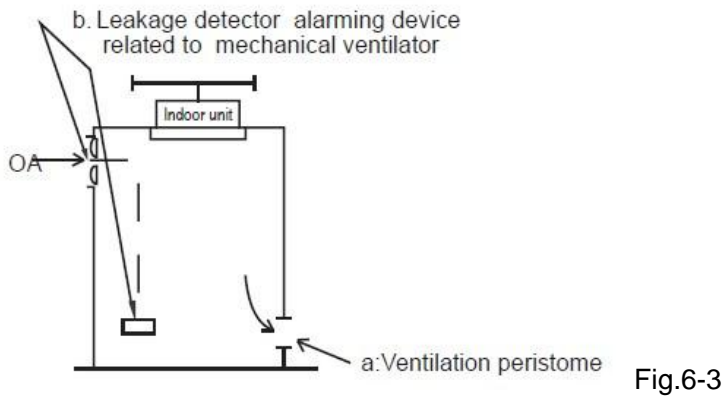 b. Leakage detector alarming device
related to mechanical ventilator
Indoor unit
OA
a:Ventilation peristome
Fig.6-3